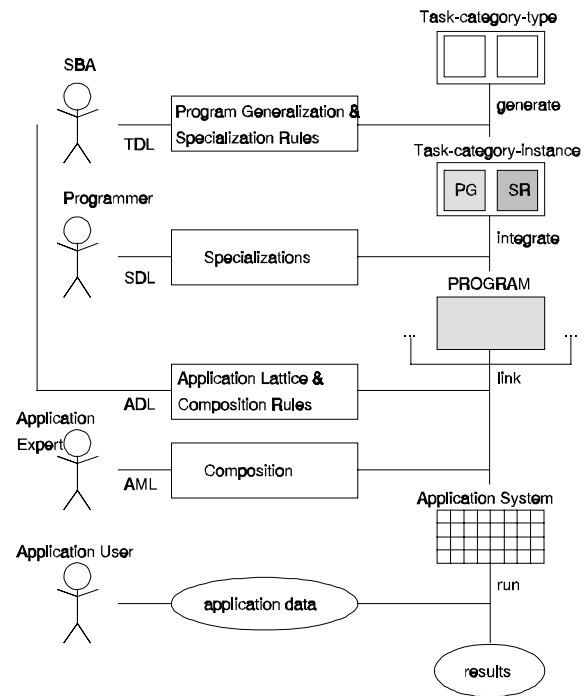 Task-category-type
SBA
generate
Program Generalization &
Specialization Rules
TDL
Task-category-instance
PG
SR
Programmer
integrate
Specializations
SDL
PROGRAM
...
...
link
Application Lattice &
Composition Rules
ADL
Application
Expert
Composition
AML
Application System
Application User
run
application data
results